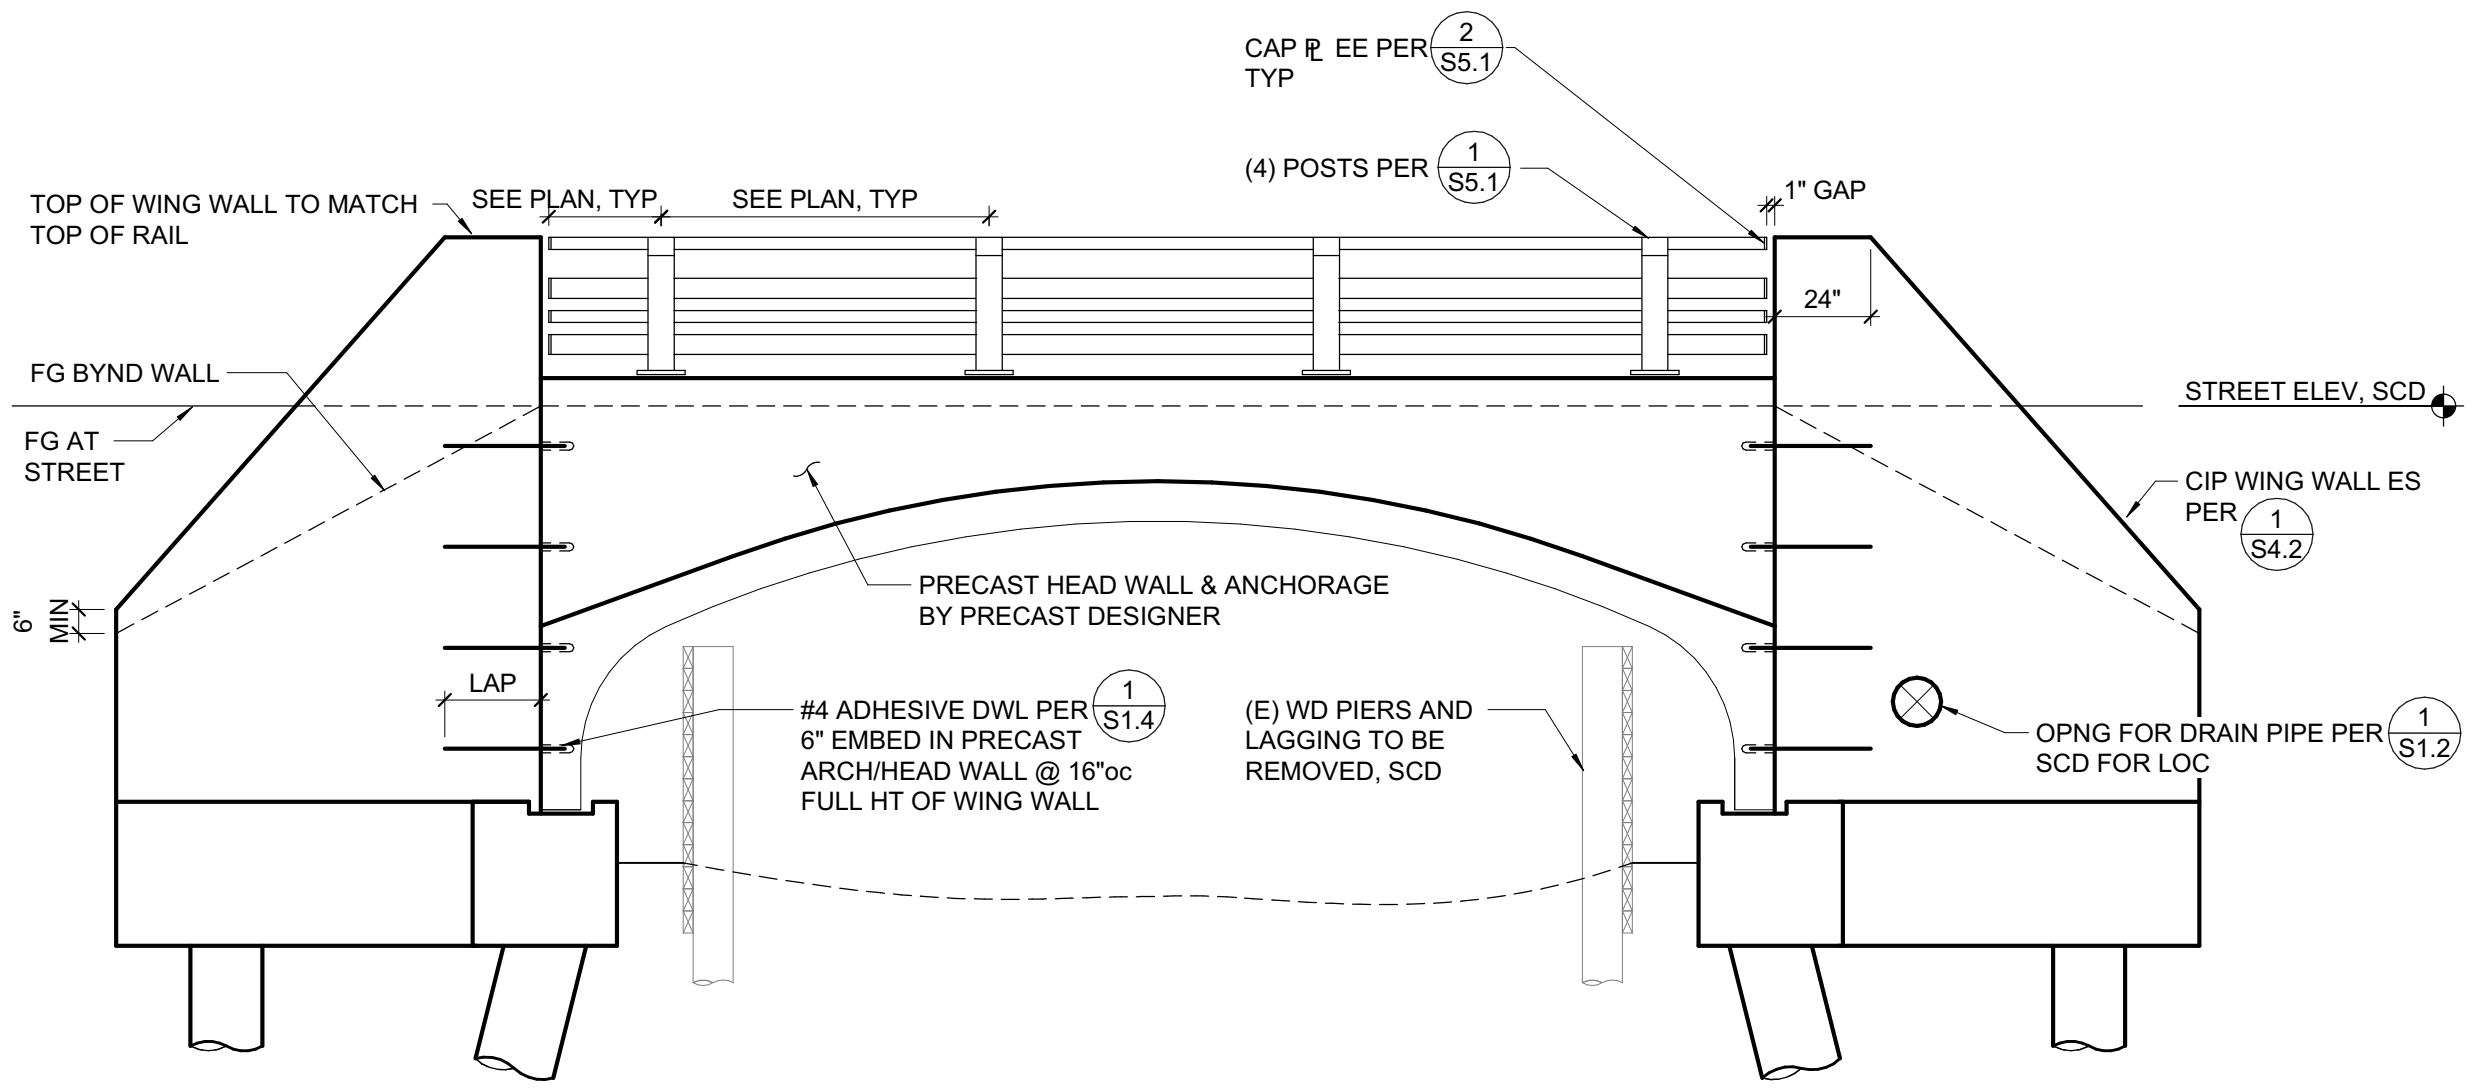 CAP ⅊ EE PER 2
S5.1
TYP
(4) POSTS PER 1
S5.1
1" GAP
TOP OF WING WALL TO MATCH
TOP OF RAIL
SEE PLAN, TYP
SEE PLAN, TYP
24"
FG BYND WALL
STREET ELEV, SCD
FG AT
STREET
CIP WING WALL ES
PER 1
S4.2
PRECAST HEAD WALL & ANCHORAGE
BY PRECAST DESIGNER
6"
MIN
LAP
#4 ADHESIVE DWL PER 1
S1.4
6" EMBED IN PRECAST
ARCH/HEAD WALL @ 16"oc
FULL HT OF WING WALL
(E) WD PIERS AND
LAGGING TO BE
REMOVED, SCD
OPNG FOR DRAIN PIPE PER 1
S1.2
SCD FOR LOC